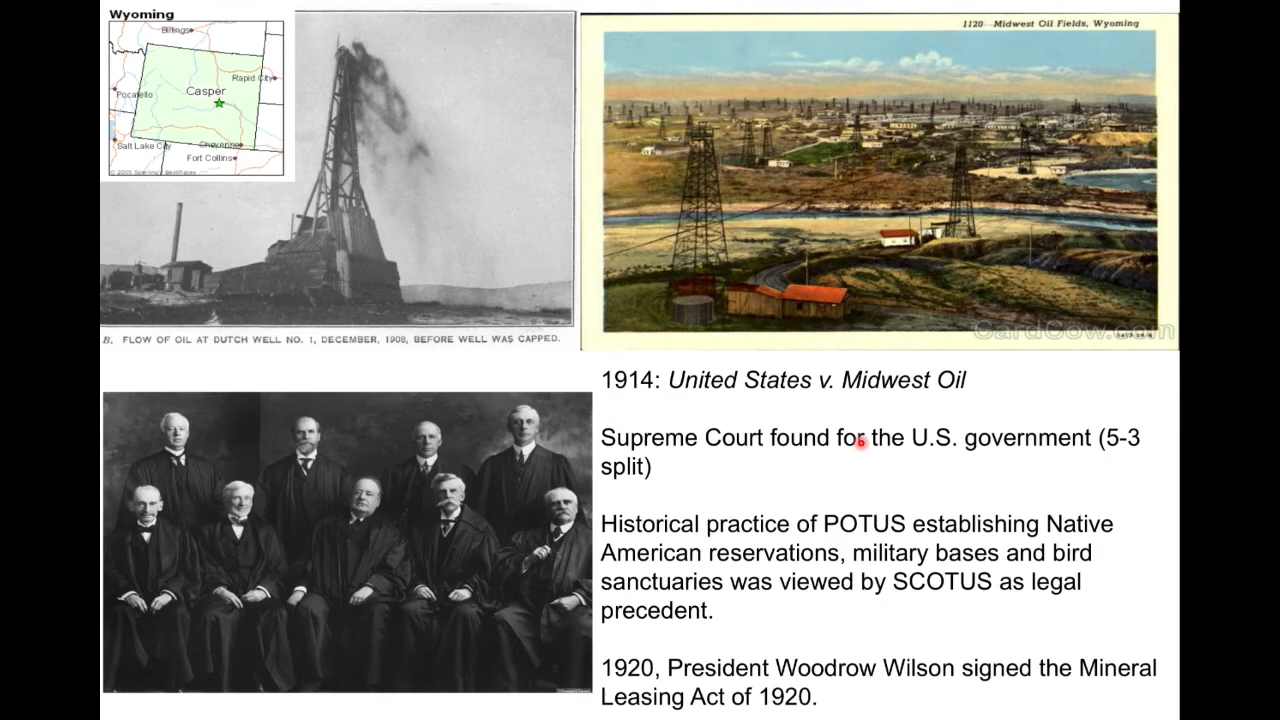 Wyoming
Billings
Rapid City
Casper
Pocatello
Salt Lake City
Cheyenne
Fort Collins
© 2005 Sperling's BestPlaces
B. FLOW OF OIL AT DUTCH WELL NO. 1, DECEMBER, 1908, BEFORE WELL WAS CAPPED.
1120 Midwest Oil Fields, Wyoming
CardCow.com
1914: United States v. Midwest Oil
Supreme Court found for the U.S. government (5-3
split)
Historical practice of POTUS establishing Native
American reservations, military bases and bird
sanctuaries was viewed by SCOTUS as legal
precedent.
1920, President Woodrow Wilson signed the Mineral
Leasing Act of 1920.